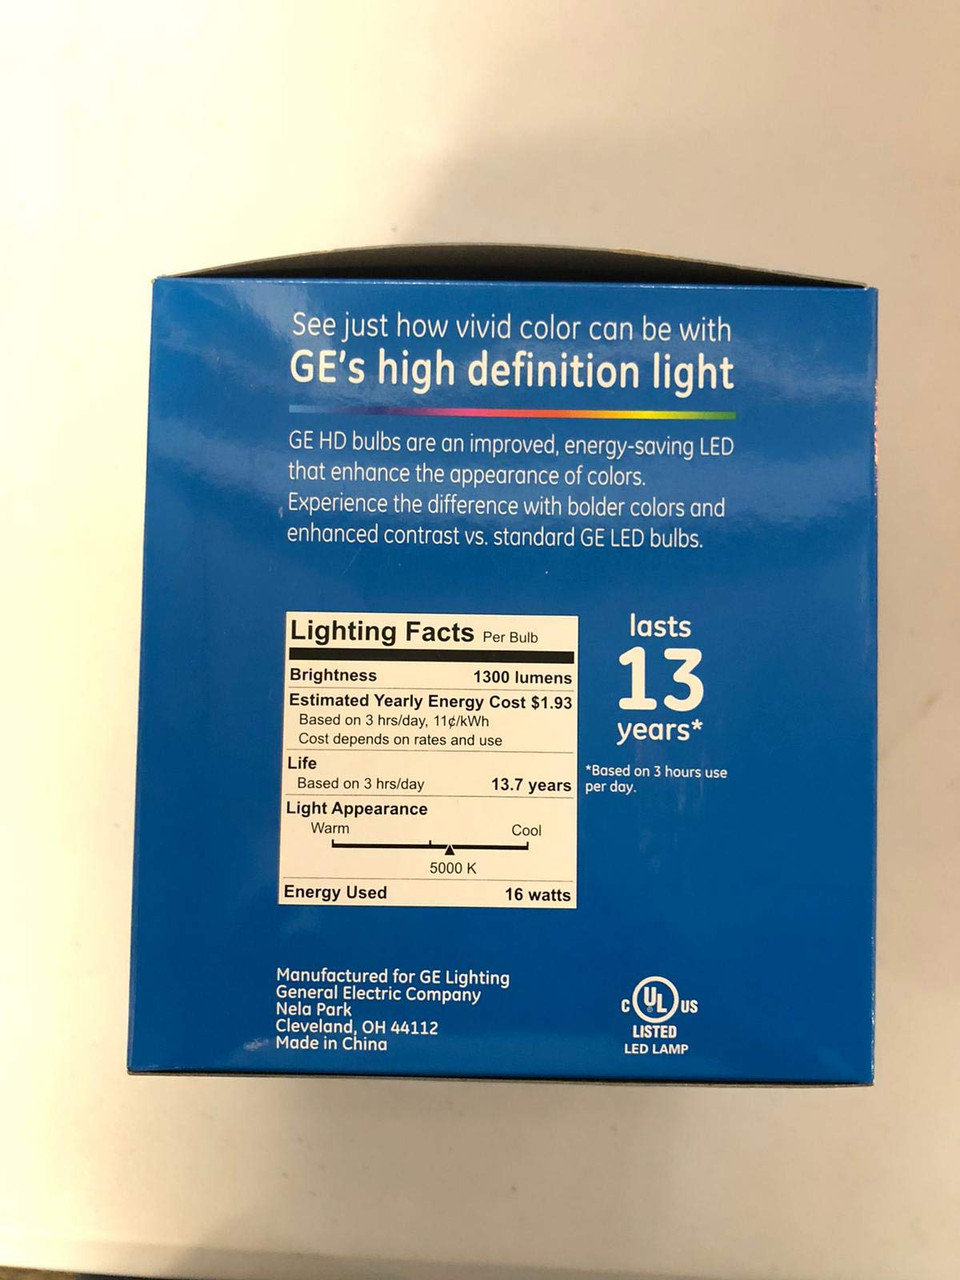 See just how vivid color can be with
GE's high definition light
GE HD bulbs are an improved, energy-saving LED
that enhance the appearance of colors.
Experience the difference with bolder colors and
enhanced contrast vs. standard GE LED bulbs.
Lighting Facts Per Bulb
Brightness 1300 lumens
Estimated Yearly Energy Cost $1.93
Based on 3 hrs/day, 11¢/kWh
Cost depends on rates and use
Life
Based on 3 hrs/day 13.7 years
Light Appearance
Warm Cool
5000 K
Energy Used 16 watts
lasts
13
years*
*Based on 3 hours use
per day.
Manufactured for GE Lighting
General Electric Company
Nela Park
Cleveland, OH 44112
Made in China
C UL US
LISTED
LED LAMP